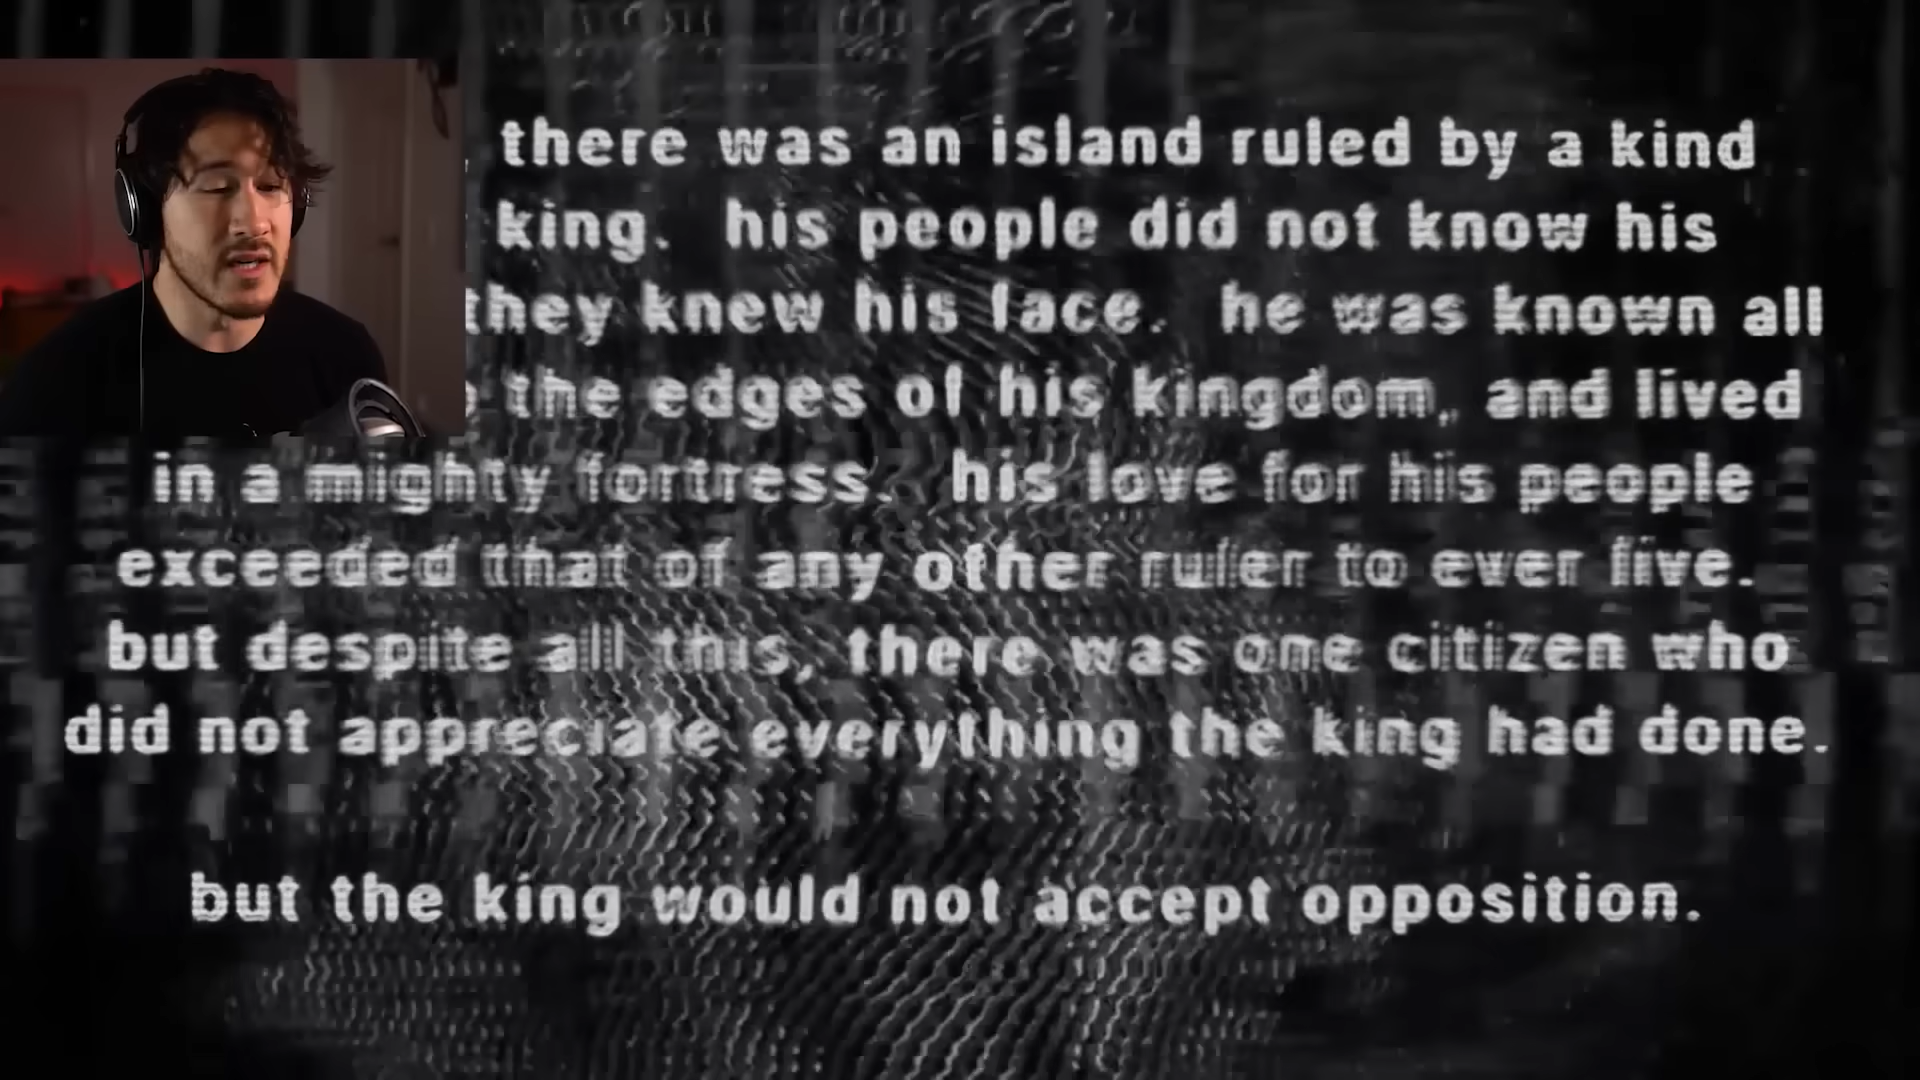 there was an island ruled by a kind
king. his people did not know his
they knew his face. he was known all
the edges of his kingdom, and lived
in a mighty fortress. his love for his people
exceeded that of any other ruler to ever live.
but despite all this, there was one citizen who
did not appreciate everything the king had done.
but the king would not accept opposition.